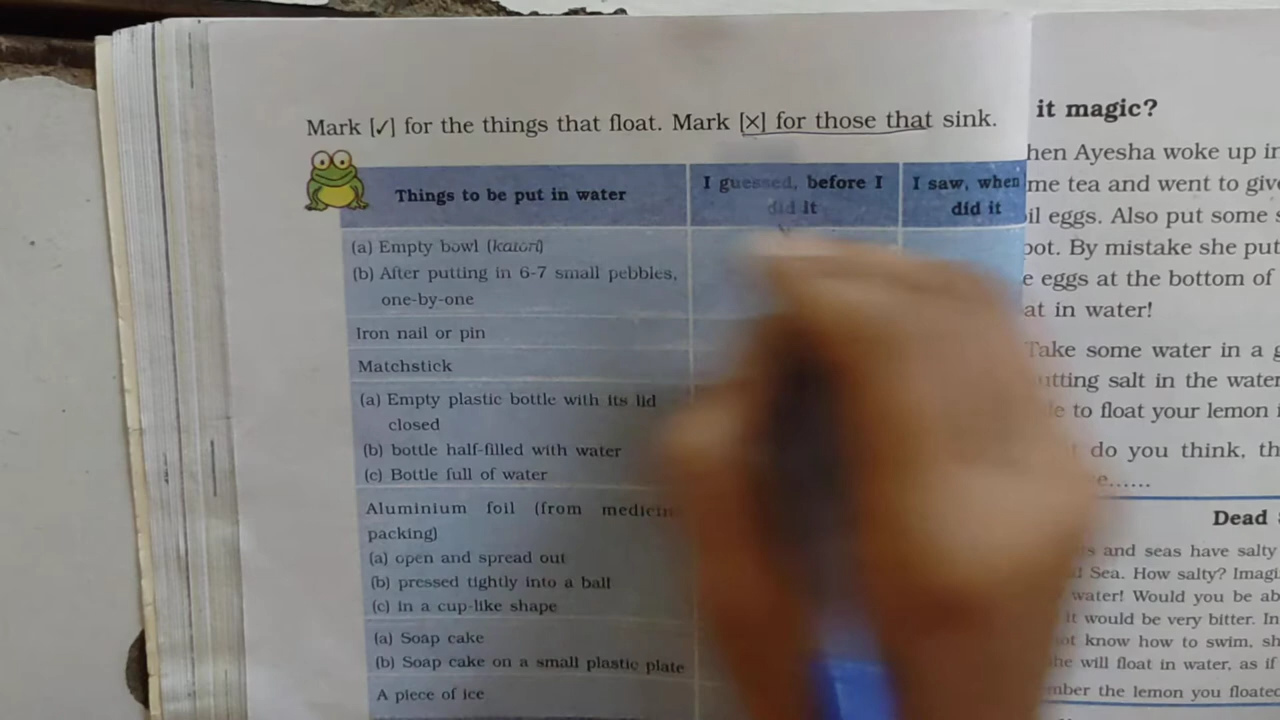 Mark [✓] for the things that float. Mark [×] for those that sink.
Things to be put in water
I guessed, before I
did it
I saw, when
did it
(a) Empty bowl (katori)
(b) After putting in 6-7 small pebbles,
one-by-one
Iron nail or pin
Matchstick
(a) Empty plastic bottle with its lid
closed
(b) bottle half-filled with water
(c) Bottle full of water
Aluminium foil (from medicin
packing)
(a) open and spread out
(b) pressed tightly into a ball
(c) in a cup-like shape
(a) Soap cake
(b) Soap cake on a small plastic plate
A piece of ice
it magic?
hen Ayesha woke up in
me tea and went to give
il eggs. Also put some s
pot. By mistake she put
e eggs at the bottom of
at in water!
Take some water in a g
utting salt in the water
le to float your lemon i
do you think, th
e......
Dead
s and seas have salty
Sea. How salty? Imagi
water! Would you be ab
it would be very bitter. In
not know how to swim, sh
he will float in water, as if
mber the lemon you floated